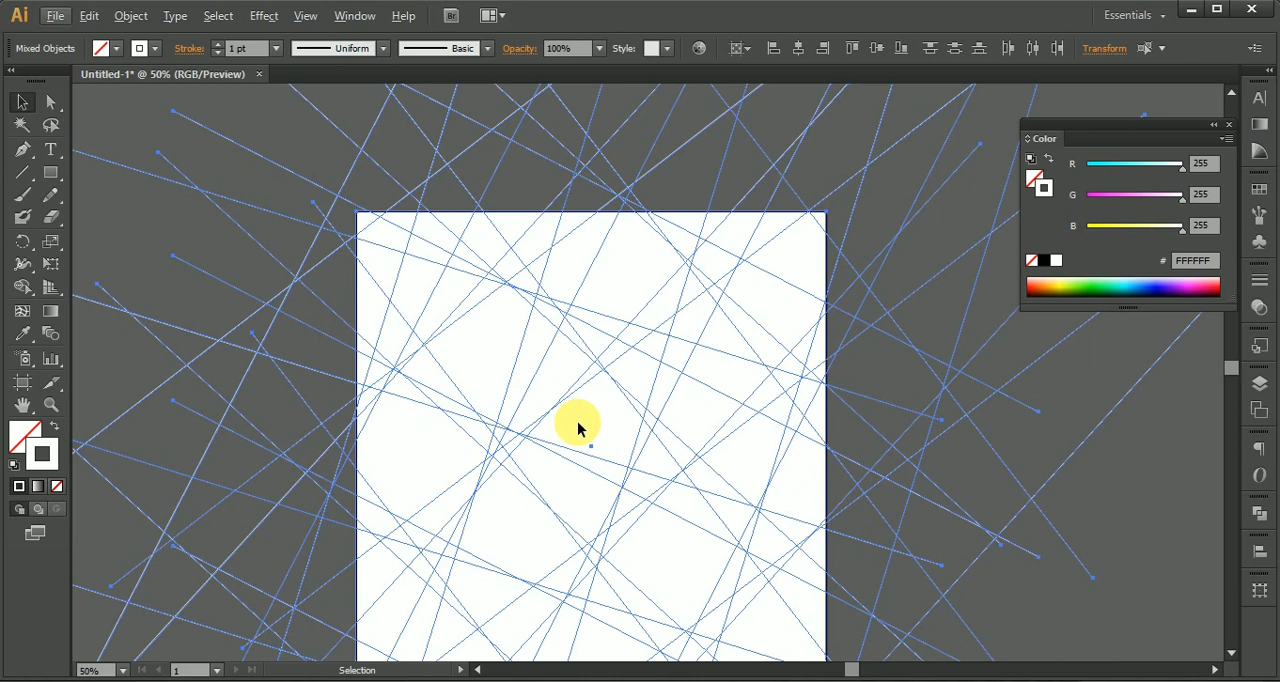 Ai File Edit Object Type Select Effect View Window Help Br Essentials
Mixed Objects Stroke: 1 pt Uniform Basic Opacity: 100% Style: Transform
Untitled-1* @ 50% (RGB/Preview)
Color
R 255
G 255
B 255
# FFFFFF
50% 1 Selection